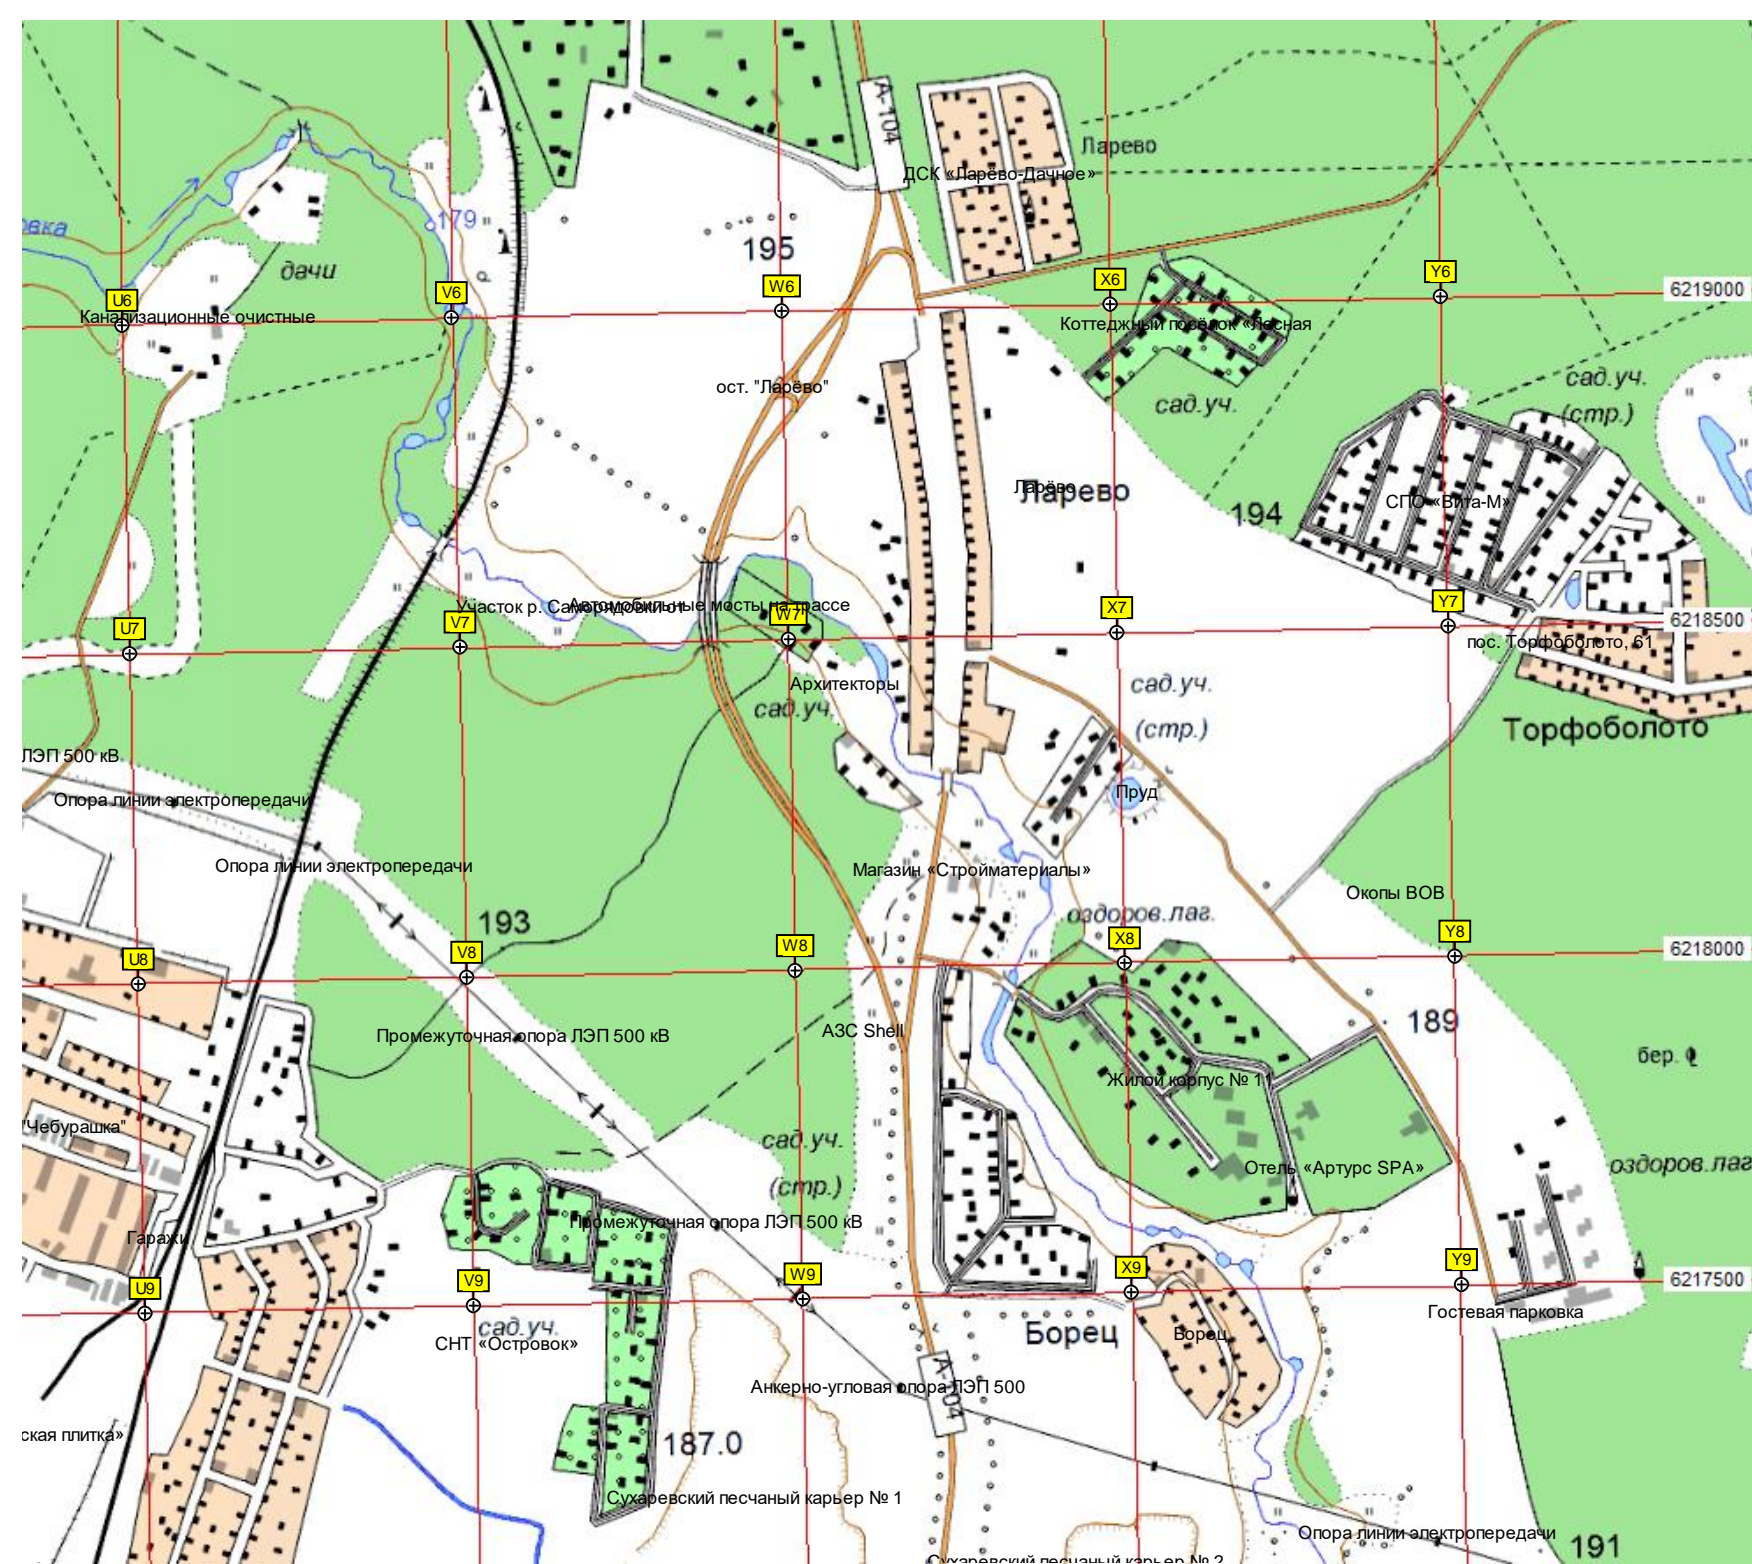 А-104
Ларево
ДСК «Ларёво-Дачное»
179
195
дачи
U6
V6
W6
X6
Y6
6219000
Канализационные очистные
Коттеджный посёлок «Лесная
ост. "Ларёво"
сад.уч.
сад.уч.
(стр.)
Ларёво
Ларево
СПО «Вита-М»
194
Участок р. Саморядовки от
Автомобильные мосты на трассе
U7
V7
W7
X7
Y7
6218500
пос. Торфоболото, 61
Архитекторы
сад.уч.
сад.уч.
(стр.)
Торфоболото
ЛЭП 500 кВ
Опора линии электропередачи
Пруд
Опора линии электропередачи
Магазин «Стройматериалы»
Окопы ВОВ
193
оздоров.лаг.
U8
V8
W8
X8
Y8
6218000
Промежуточная опора ЛЭП 500 кВ
АЗС Shell
189
бер.
Жилой корпус № 11
"Чебурашка"
сад.уч.
(стр.)
Отель «Артурс SPA»
оздоров.лаг
Промежуточная опора ЛЭП 500 кВ
Гаражи
U9
V9
W9
X9
Y9
6217500
Гостевая парковка
сад.уч.
СНТ «Островок»
Борец
Борец
Анкерно-угловая опора ЛЭП 500
А-104
ская плитка»
187.0
Сухаревский песчаный карьер № 1
Опора линии электропередачи
191
Сухаревский песчаный карьер № 2